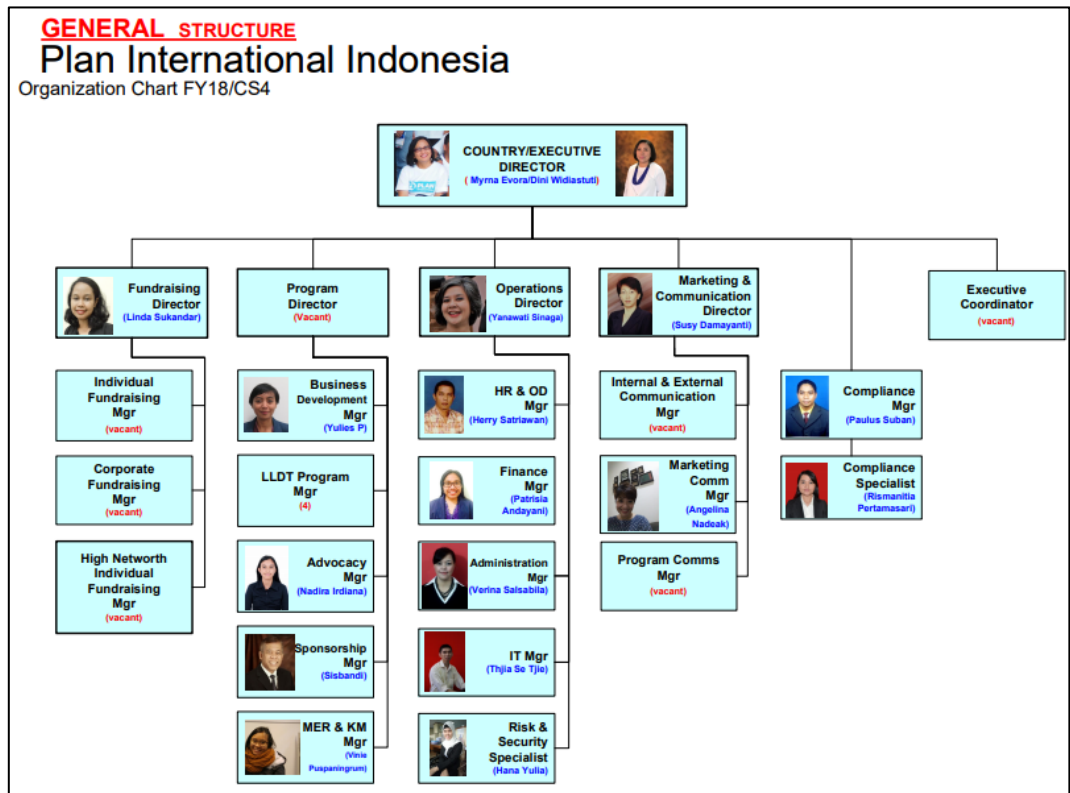 GENERAL STRUCTURE
Plan International Indonesia
Organization Chart FY18/CS4
COUNTRY/EXECUTIVE
DIRECTOR
( Myrna Evora/Dini Widiastuti)
Fundraising
Director
(Linda Sukandar)
Program
Director
(Vacant)
Operations
Director
(Yanawati Sinaga)
Marketing &
Communication
Director
(Susy Damayanti)
Executive
Coordinator
(vacant)
Individual
Fundraising
Mgr
(vacant)
Corporate
Fundraising
Mgr
(vacant)
High Networth
Individual
Fundraising
Mgr
(vacant)
Business
Development
Mgr
(Yulies P)
LLDT Program
Mgr
(4)
Advocacy
Mgr
(Nadira Irdiana)
Sponsorship
Mgr
(Sisbandi)
MER & KM
Mgr
(Vinie
Puspaningrum)
HR & OD
Mgr
(Herry Satriawan)
Finance
Mgr
(Patrisia
Andayani)
Administration
Mgr
(Verina Salsabila)
IT Mgr
(Thjia Se Tjie)
Risk &
Security
Specialist
(Hana Yulia)
Internal & External
Communication
Mgr
(vacant)
Marketing
Comm
Mgr
(Angelina
Nadeak)
Program Comms
Mgr
(vacant)
Compliance
Mgr
(Paulus Suban)
Compliance
Specialist
(Rismanitia
Pertamasari)